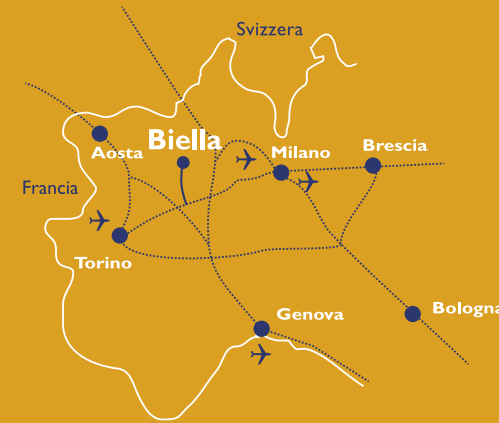 Svizzera
Biella
Aosta
Milano
Brescia
Francia
Torino
Genova
Bologna